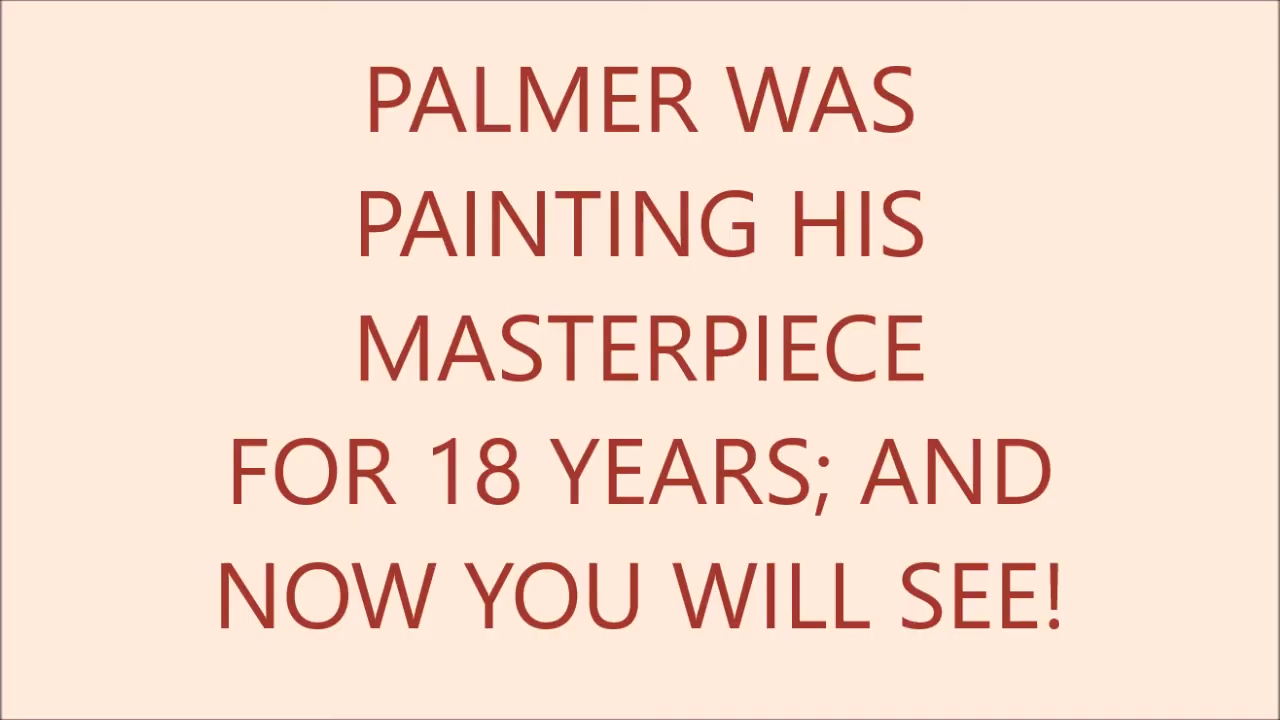 PALMER WAS
PAINTING HIS
MASTERPIECE
FOR 18 YEARS; AND
NOW YOU WILL SEE!